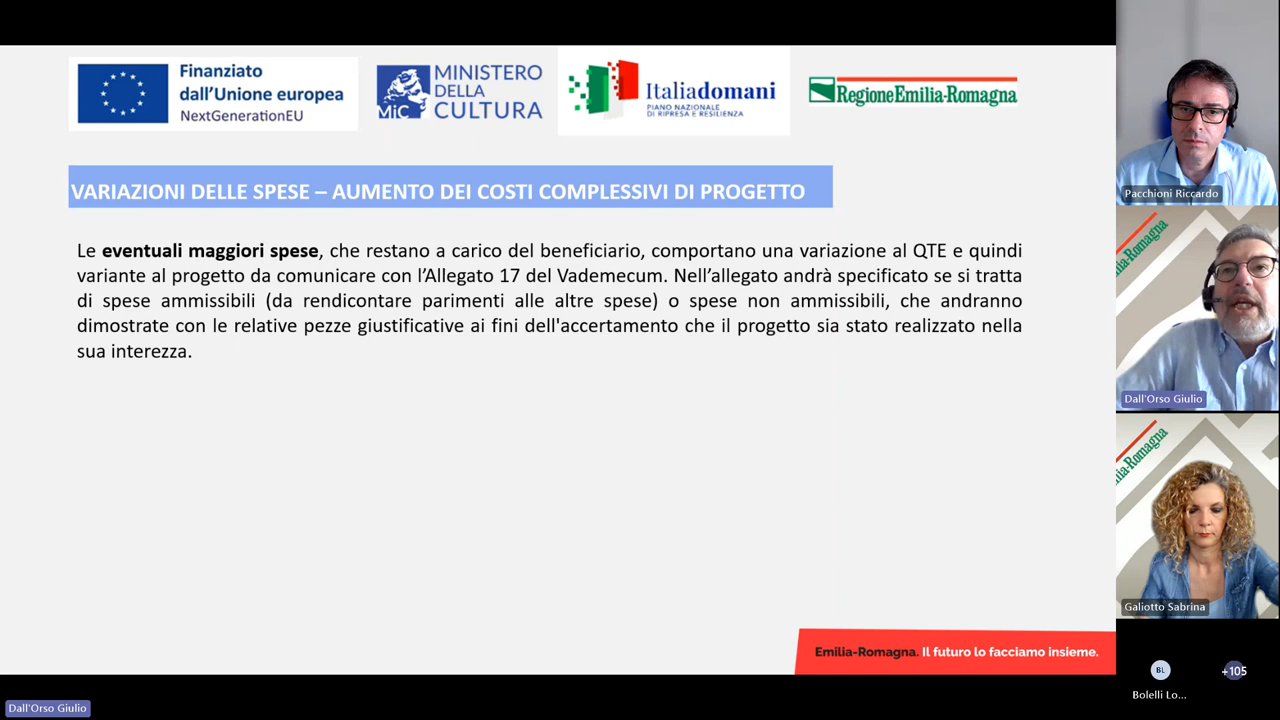 Finanziato
dall'Unione europea
NextGenerationEU
MiC
MINISTERO
DELLA
CULTURA
Italiadomani
PIANO NAZIONALE
DI RIPRESA E RESILIENZA
RegioneEmilia-Romagna
VARIAZIONI DELLE SPESE – AUMENTO DEI COSTI COMPLESSIVI DI PROGETTO
Le eventuali maggiori spese, che restano a carico del beneficiario, comportano una variazione al QTE e quindi
variante al progetto da comunicare con l’Allegato 17 del Vademecum. Nell’allegato andrà specificato se si tratta
di spese ammissibili (da rendicontare parimenti alle altre spese) o spese non ammissibili, che andranno
dimostrate con le relative pezze giustificative ai fini dell'accertamento che il progetto sia stato realizzato nella
sua interezza.
Emilia-Romagna. Il futuro lo facciamo insieme.
Dall'Orso Giulio
Pacchioni Riccardo
Dall'Orso Giulio
Galiotto Sabrina
BL
Bolelli Lo...
+105